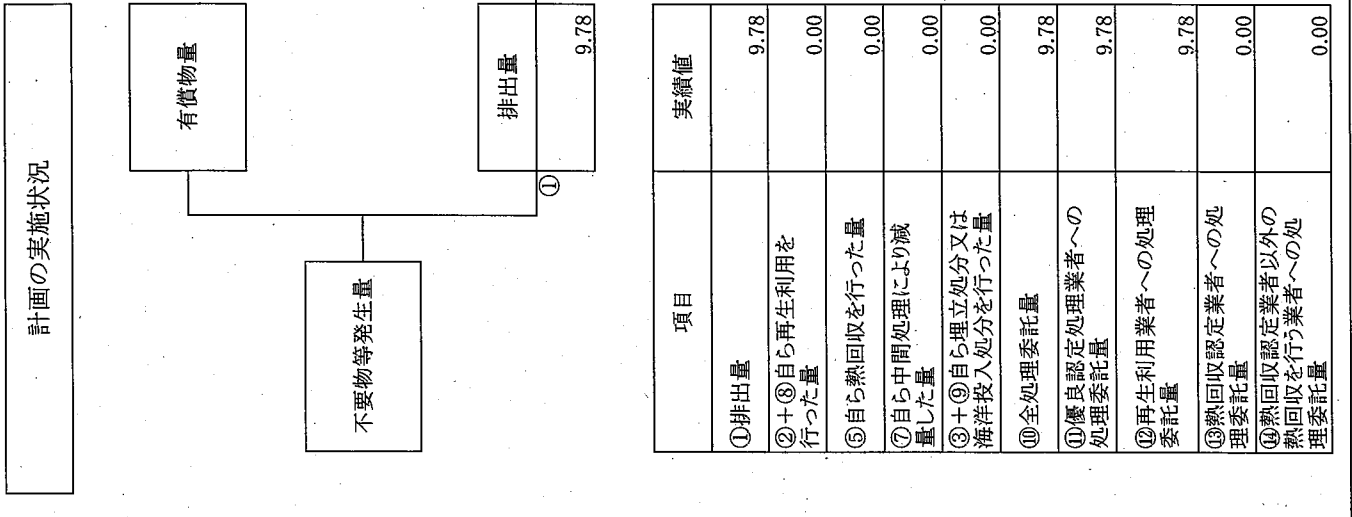 計画の実施状況
不要物等発生量
有償物量
排出量
①
9.78
項目
実績値
①排出量
9.78
②+⑧自ら再生利用を
行った量
0.00
⑤自ら熱回収を行った量
0.00
⑦自ら中間処理により減
量した量
0.00
③+⑨自ら埋立処分又は
海洋投入処分を行った量
0.00
⑩全処理委託量
9.78
⑪優良認定処理業者への
処理委託量
9.78
⑫再生利用業者への処理
委託量
9.78
⑬熱回収認定業者への処
理委託量
0.00
⑭熱回収認定業者以外の
熱回収を行う業者への処
理委託量
0.00